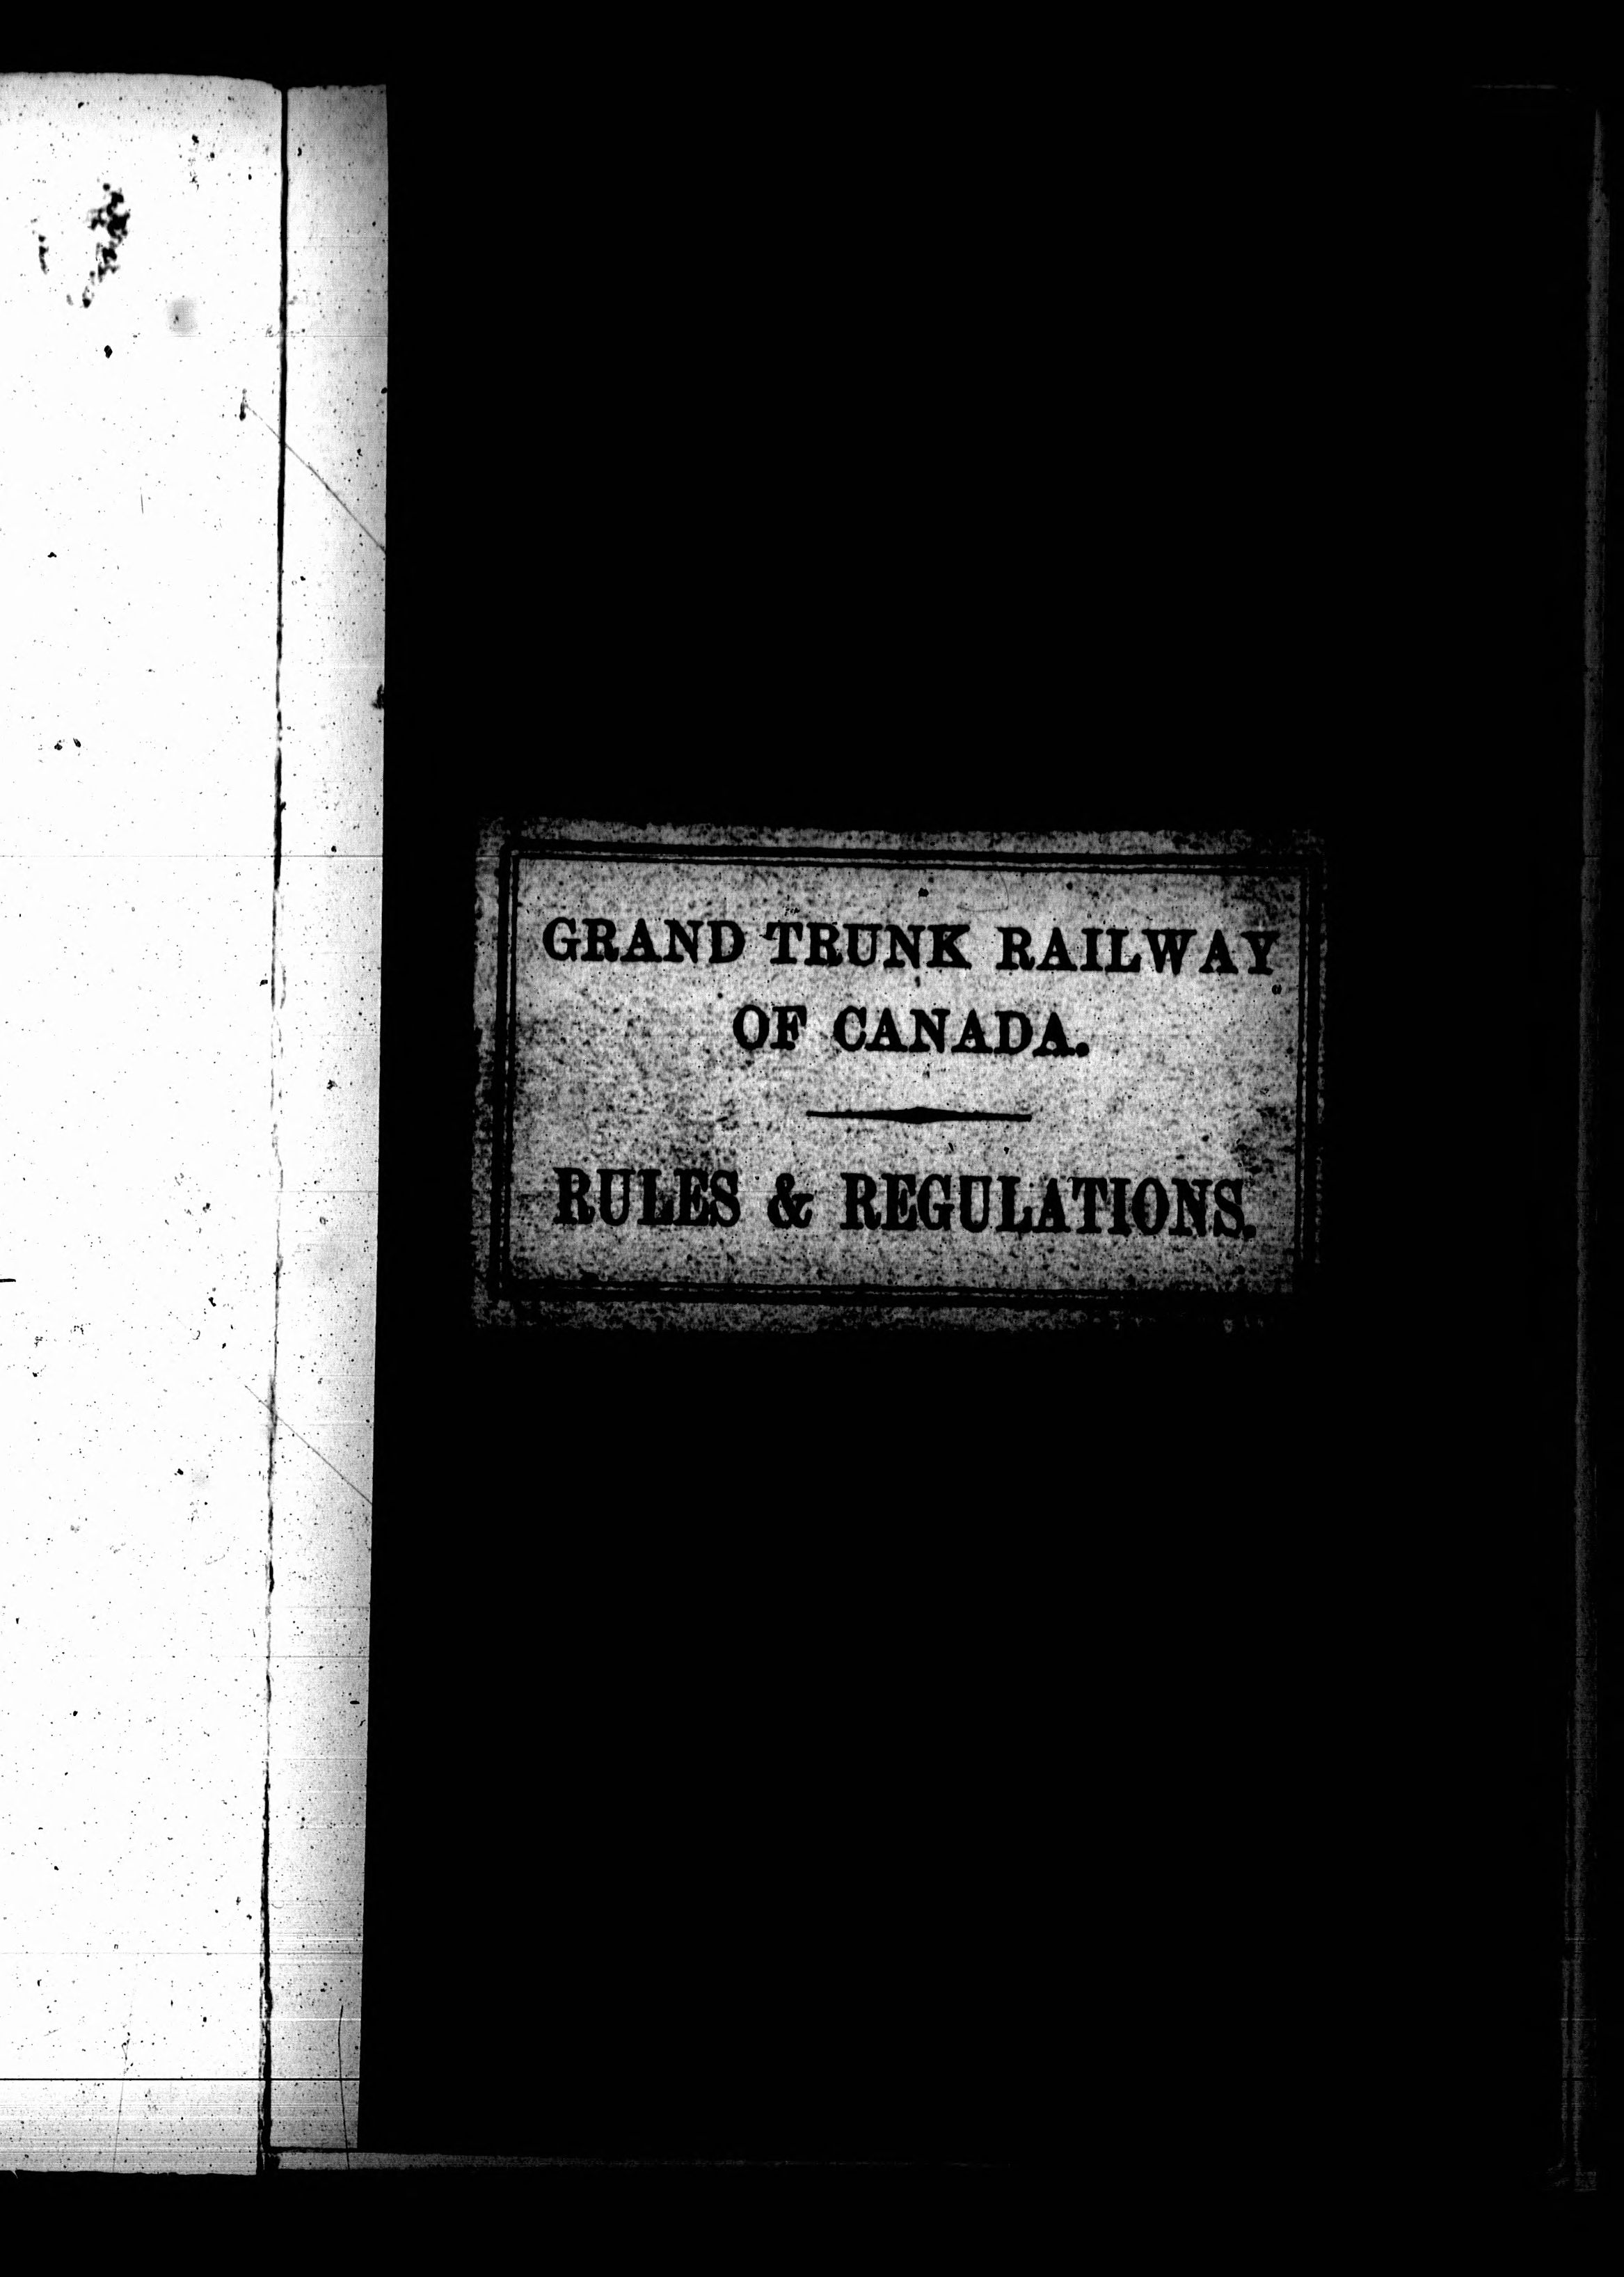 GRAND TRUNK RAILWAY
OF CANADA.
RULES & REGULATIONS.